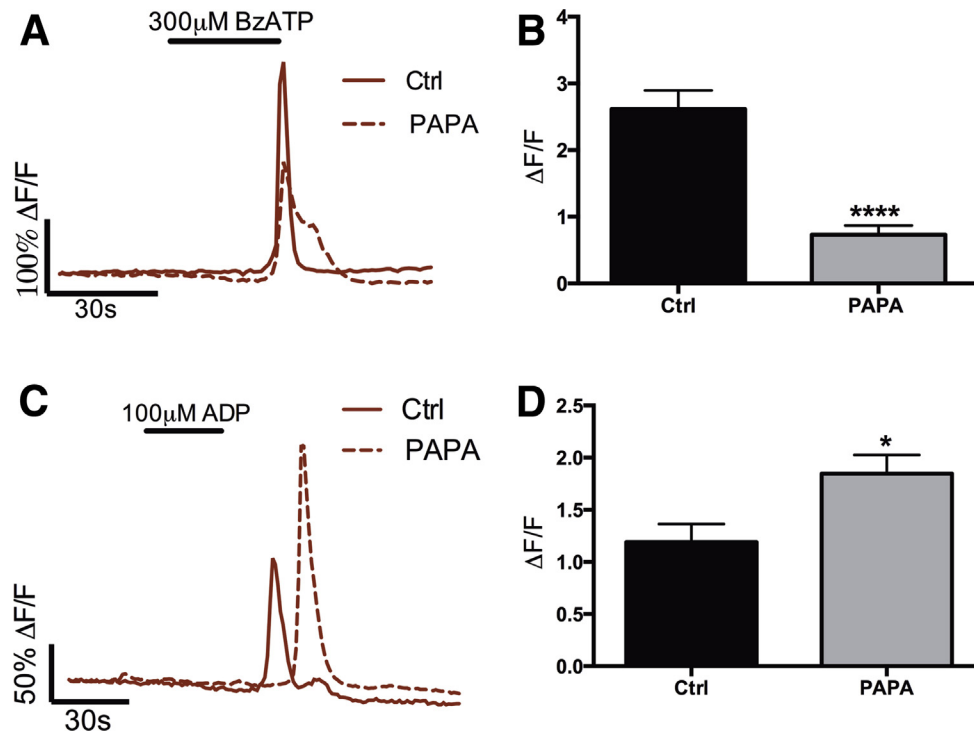 A
300μM BzATP
Ctrl
PAPA
100% ΔF/F
30s
B
ΔF/F
4
3
2
1
0
****
Ctrl
PAPA
C
100μM ADP
Ctrl
PAPA
50% ΔF/F
30s
D
ΔF/F
2.5
2.0
1.5
1.0
0.5
0.0
*
Ctrl
PAPA